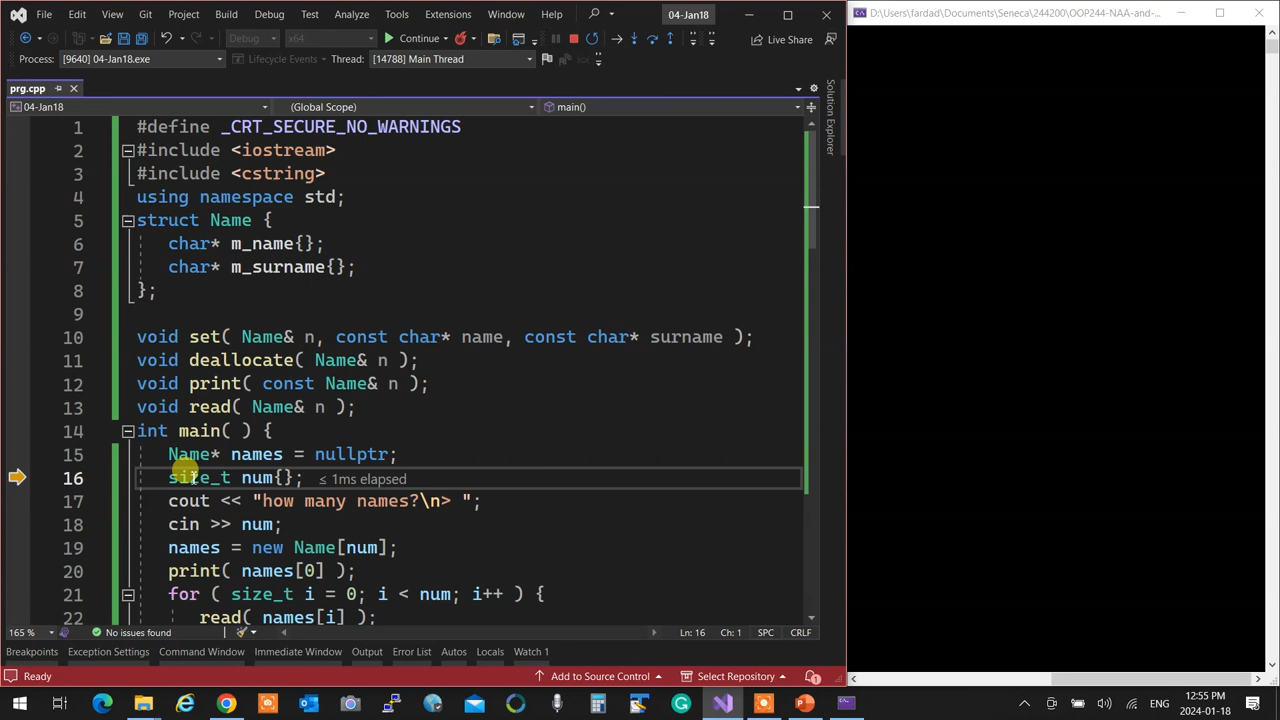 File Edit View Git Project Build Debug Test Analyze Tools Extensions Window Help 04-Jan18
Debug x64 Continue Live Share
Process: [9640] 04-Jan18.exe Lifecycle Events Thread: [14788] Main Thread
prg.cpp
04-Jan18 (Global Scope) main()
1 #define _CRT_SECURE_NO_WARNINGS
2 #include <iostream>
3 #include <cstring>
4 using namespace std;
5 struct Name {
6 char* m_name{};
7 char* m_surname{};
8 };
9
10 void set( Name& n, const char* name, const char* surname );
11 void deallocate( Name& n );
12 void print( const Name& n );
13 void read( Name& n );
14 int main( ) {
15 Name* names = nullptr;
16 size_t num{}; ≤ 1ms elapsed
17 cout << "how many names?\n> ";
18 cin >> num;
19 names = new Name[num];
20 print( names[0] );
21 for ( size_t i = 0; i < num; i++ ) {
22 read( names[i] );
165 % No issues found Ln: 16 Ch: 1 SPC CRLF
Breakpoints Exception Settings Command Window Immediate Window Output Error List Autos Locals Watch 1
Ready Add to Source Control Select Repository 1
Solution Explorer
D:\Users\fardad\Documents\Seneca\244200\OOP244-NAA-and-...
ENG 12:55 PM 2024-01-18